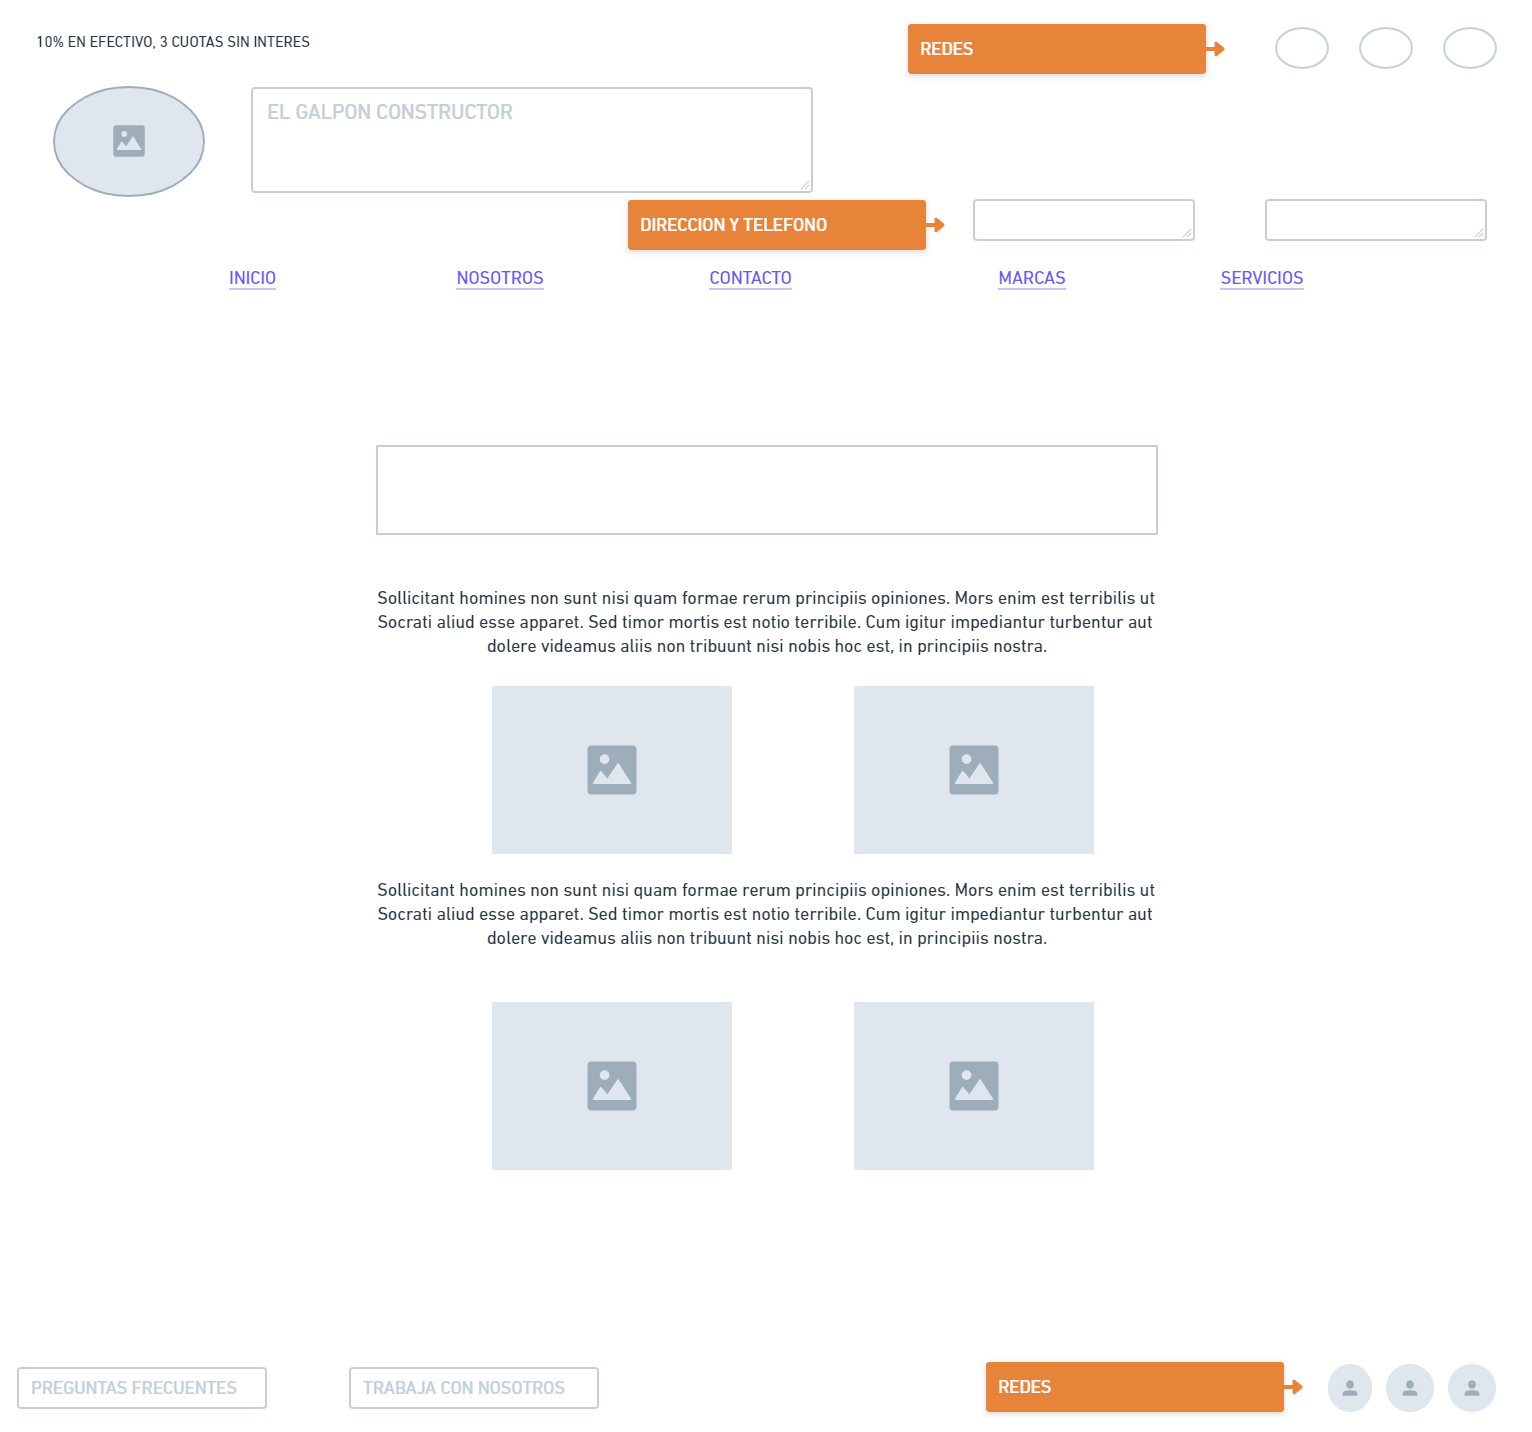 10% EN EFECTIVO, 3 CUOTAS SIN INTERES
REDES
EL GALPON CONSTRUCTOR
DIRECCION Y TELEFONO
INICIO
NOSOTROS
CONTACTO
MARCAS
SERVICIOS
Sollicitant homines non sunt nisi quam formae rerum principiis opiniones. Mors enim est terribilis ut
Socrati aliud esse apparet. Sed timor mortis est notio terribile. Cum igitur impediantur turbentur aut
dolere videamus aliis non tribuunt nisi nobis hoc est, in principiis nostra.
Sollicitant homines non sunt nisi quam formae rerum principiis opiniones. Mors enim est terribilis ut
Socrati aliud esse apparet. Sed timor mortis est notio terribile. Cum igitur impediantur turbentur aut
dolere videamus aliis non tribuunt nisi nobis hoc est, in principiis nostra.
PREGUNTAS FRECUENTES
TRABAJA CON NOSOTROS
REDES